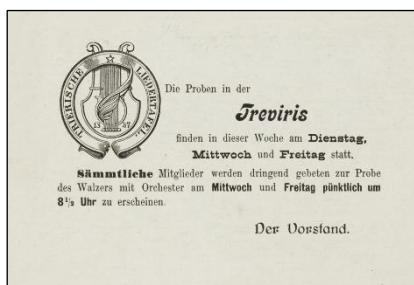 TRIERISCHE LIEDERTAFEL.
18 47
Die Proben in der
Treviris
finden in dieser Woche am Dienstag,
Mittwoch und Freitag statt.
Sämmtliche Mitglieder werden dringend gebeten zur Probe
des Walzers mit Orchester am Mittwoch und Freitag pünktlich um
8½ Uhr zu erscheinen.
Der Vorstand.